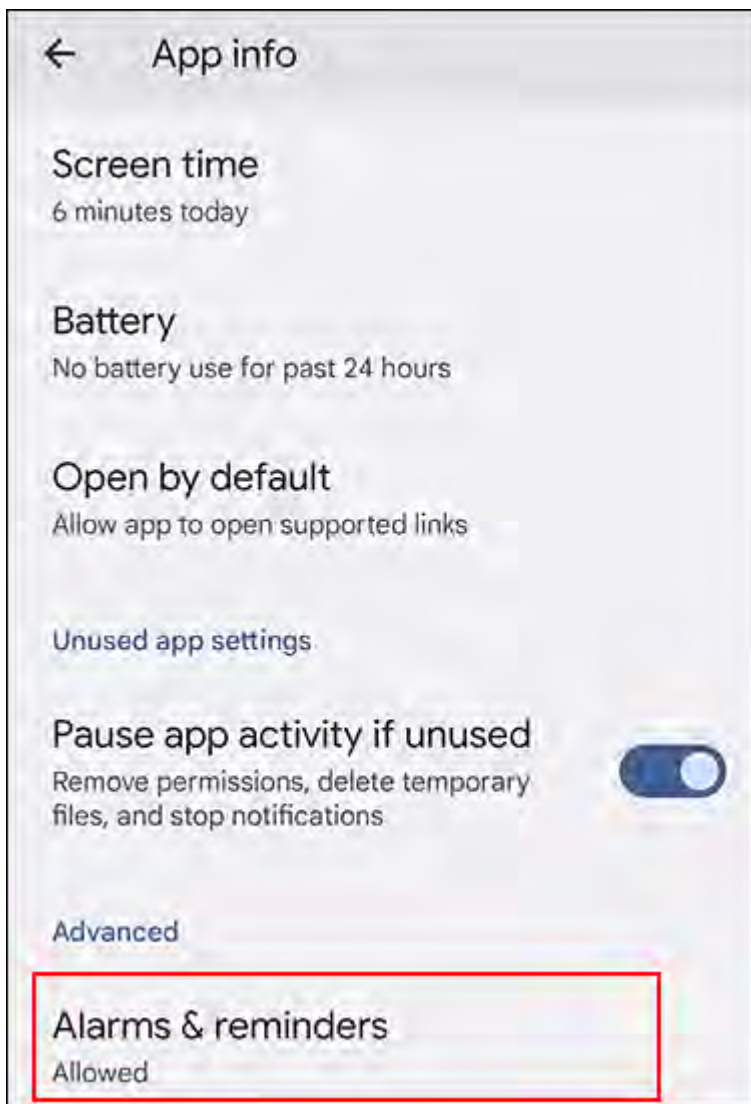 App info
Screen time
6 minutes today
Battery
No battery use for past 24 hours
Open by default
Allow app to open supported links
Unused app settings
Pause app activity if unused
Remove permissions, delete temporary
files, and stop notifications
Advanced
Alarms & reminders
Allowed